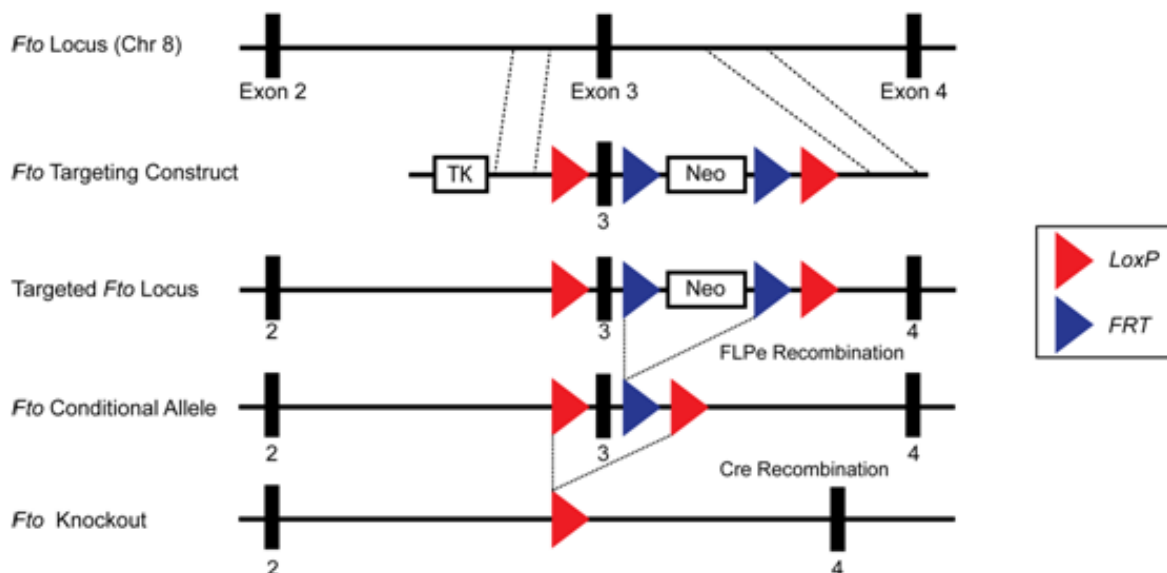 Fto Locus (Chr 8)
Exon 2
Exon 3
Exon 4
Fto Targeting Construct
TK
Neo
3
Targeted Fto Locus
Neo
2
3
4
FLPe Recombination
Fto Conditional Allele
2
3
4
Cre Recombination
Fto Knockout
2
4
LoxP
FRT